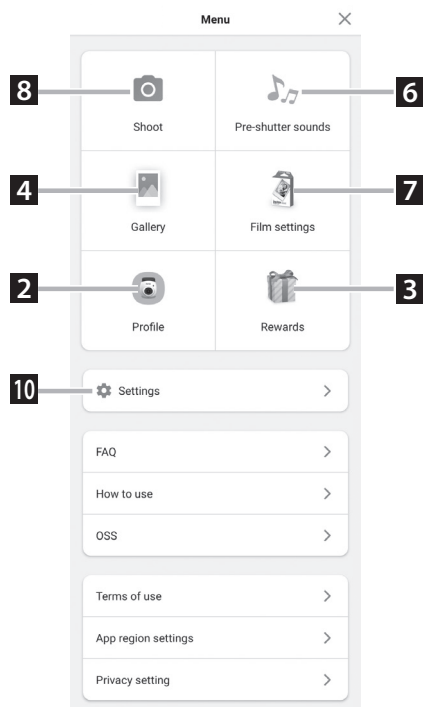 Menu
8
6
Shoot
Pre-shutter sounds
4
7
Gallery
Film settings
2
3
Profile
Rewards
10
Settings
FAQ
How to use
OSS
Terms of use
App region settings
Privacy setting